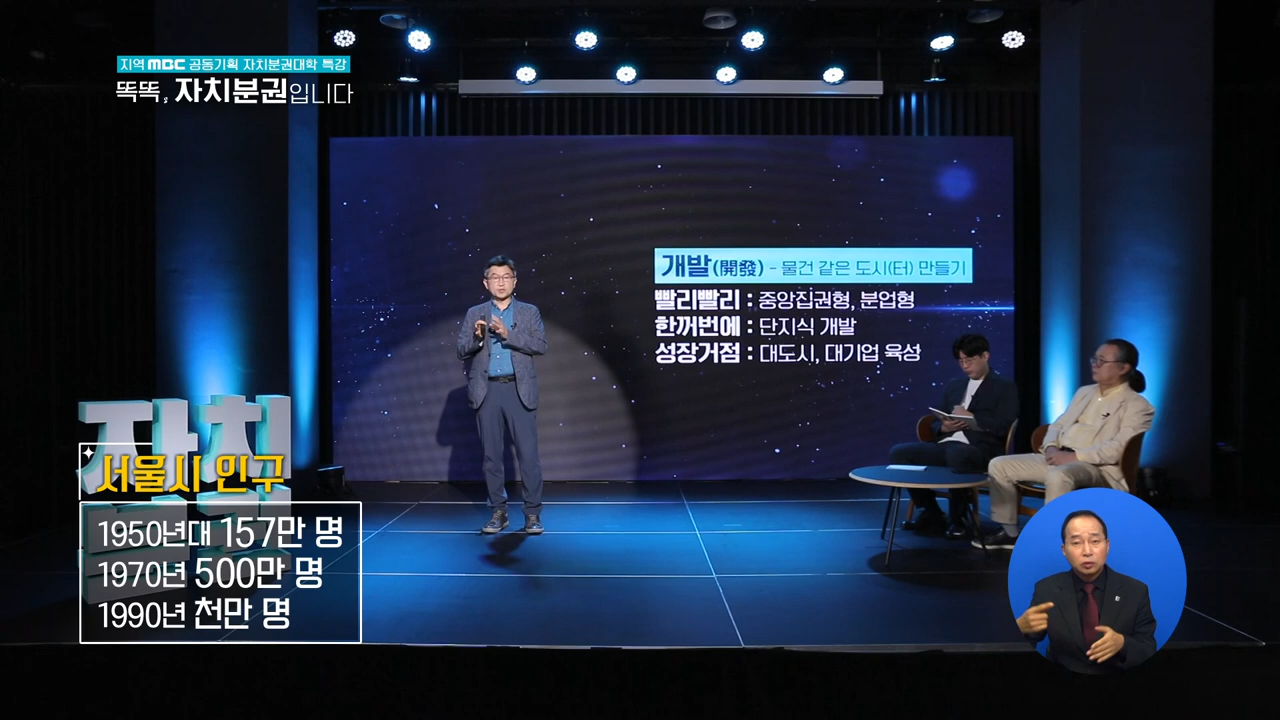 지역 MBC 공동기획 자치분권대학 특강
똑똑, 자치분권입니다
개발(開發) - 물건 같은 도시(터) 만들기
빨리빨리 : 중앙집권형, 분업형
한꺼번에 : 단지식 개발
성장거점 : 대도시, 대기업 육성
자치
서울시 인구
1950년대 157만 명
1970년 500만 명
1990년 천만 명